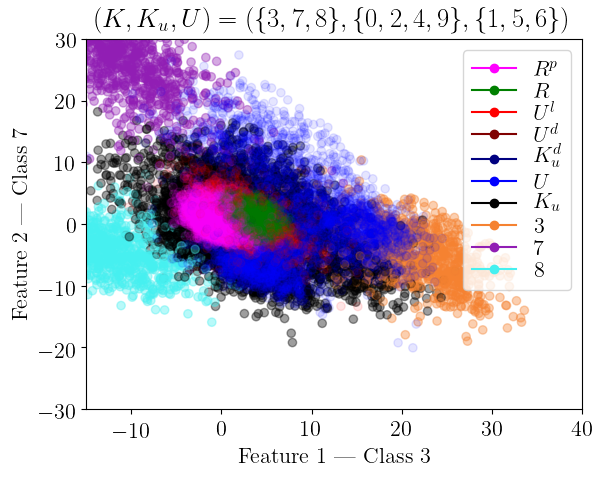 (K, K_u, U) = ({3, 7, 8}, {0, 2, 4, 9}, {1, 5, 6})
30
20
10
0
−10
−20
−30
Feature 2 — Class 7
R^p
R
U^l
U^d
K_u^d
U
K_u
3
7
8
−10
0
10
20
30
40
Feature 1 — Class 3